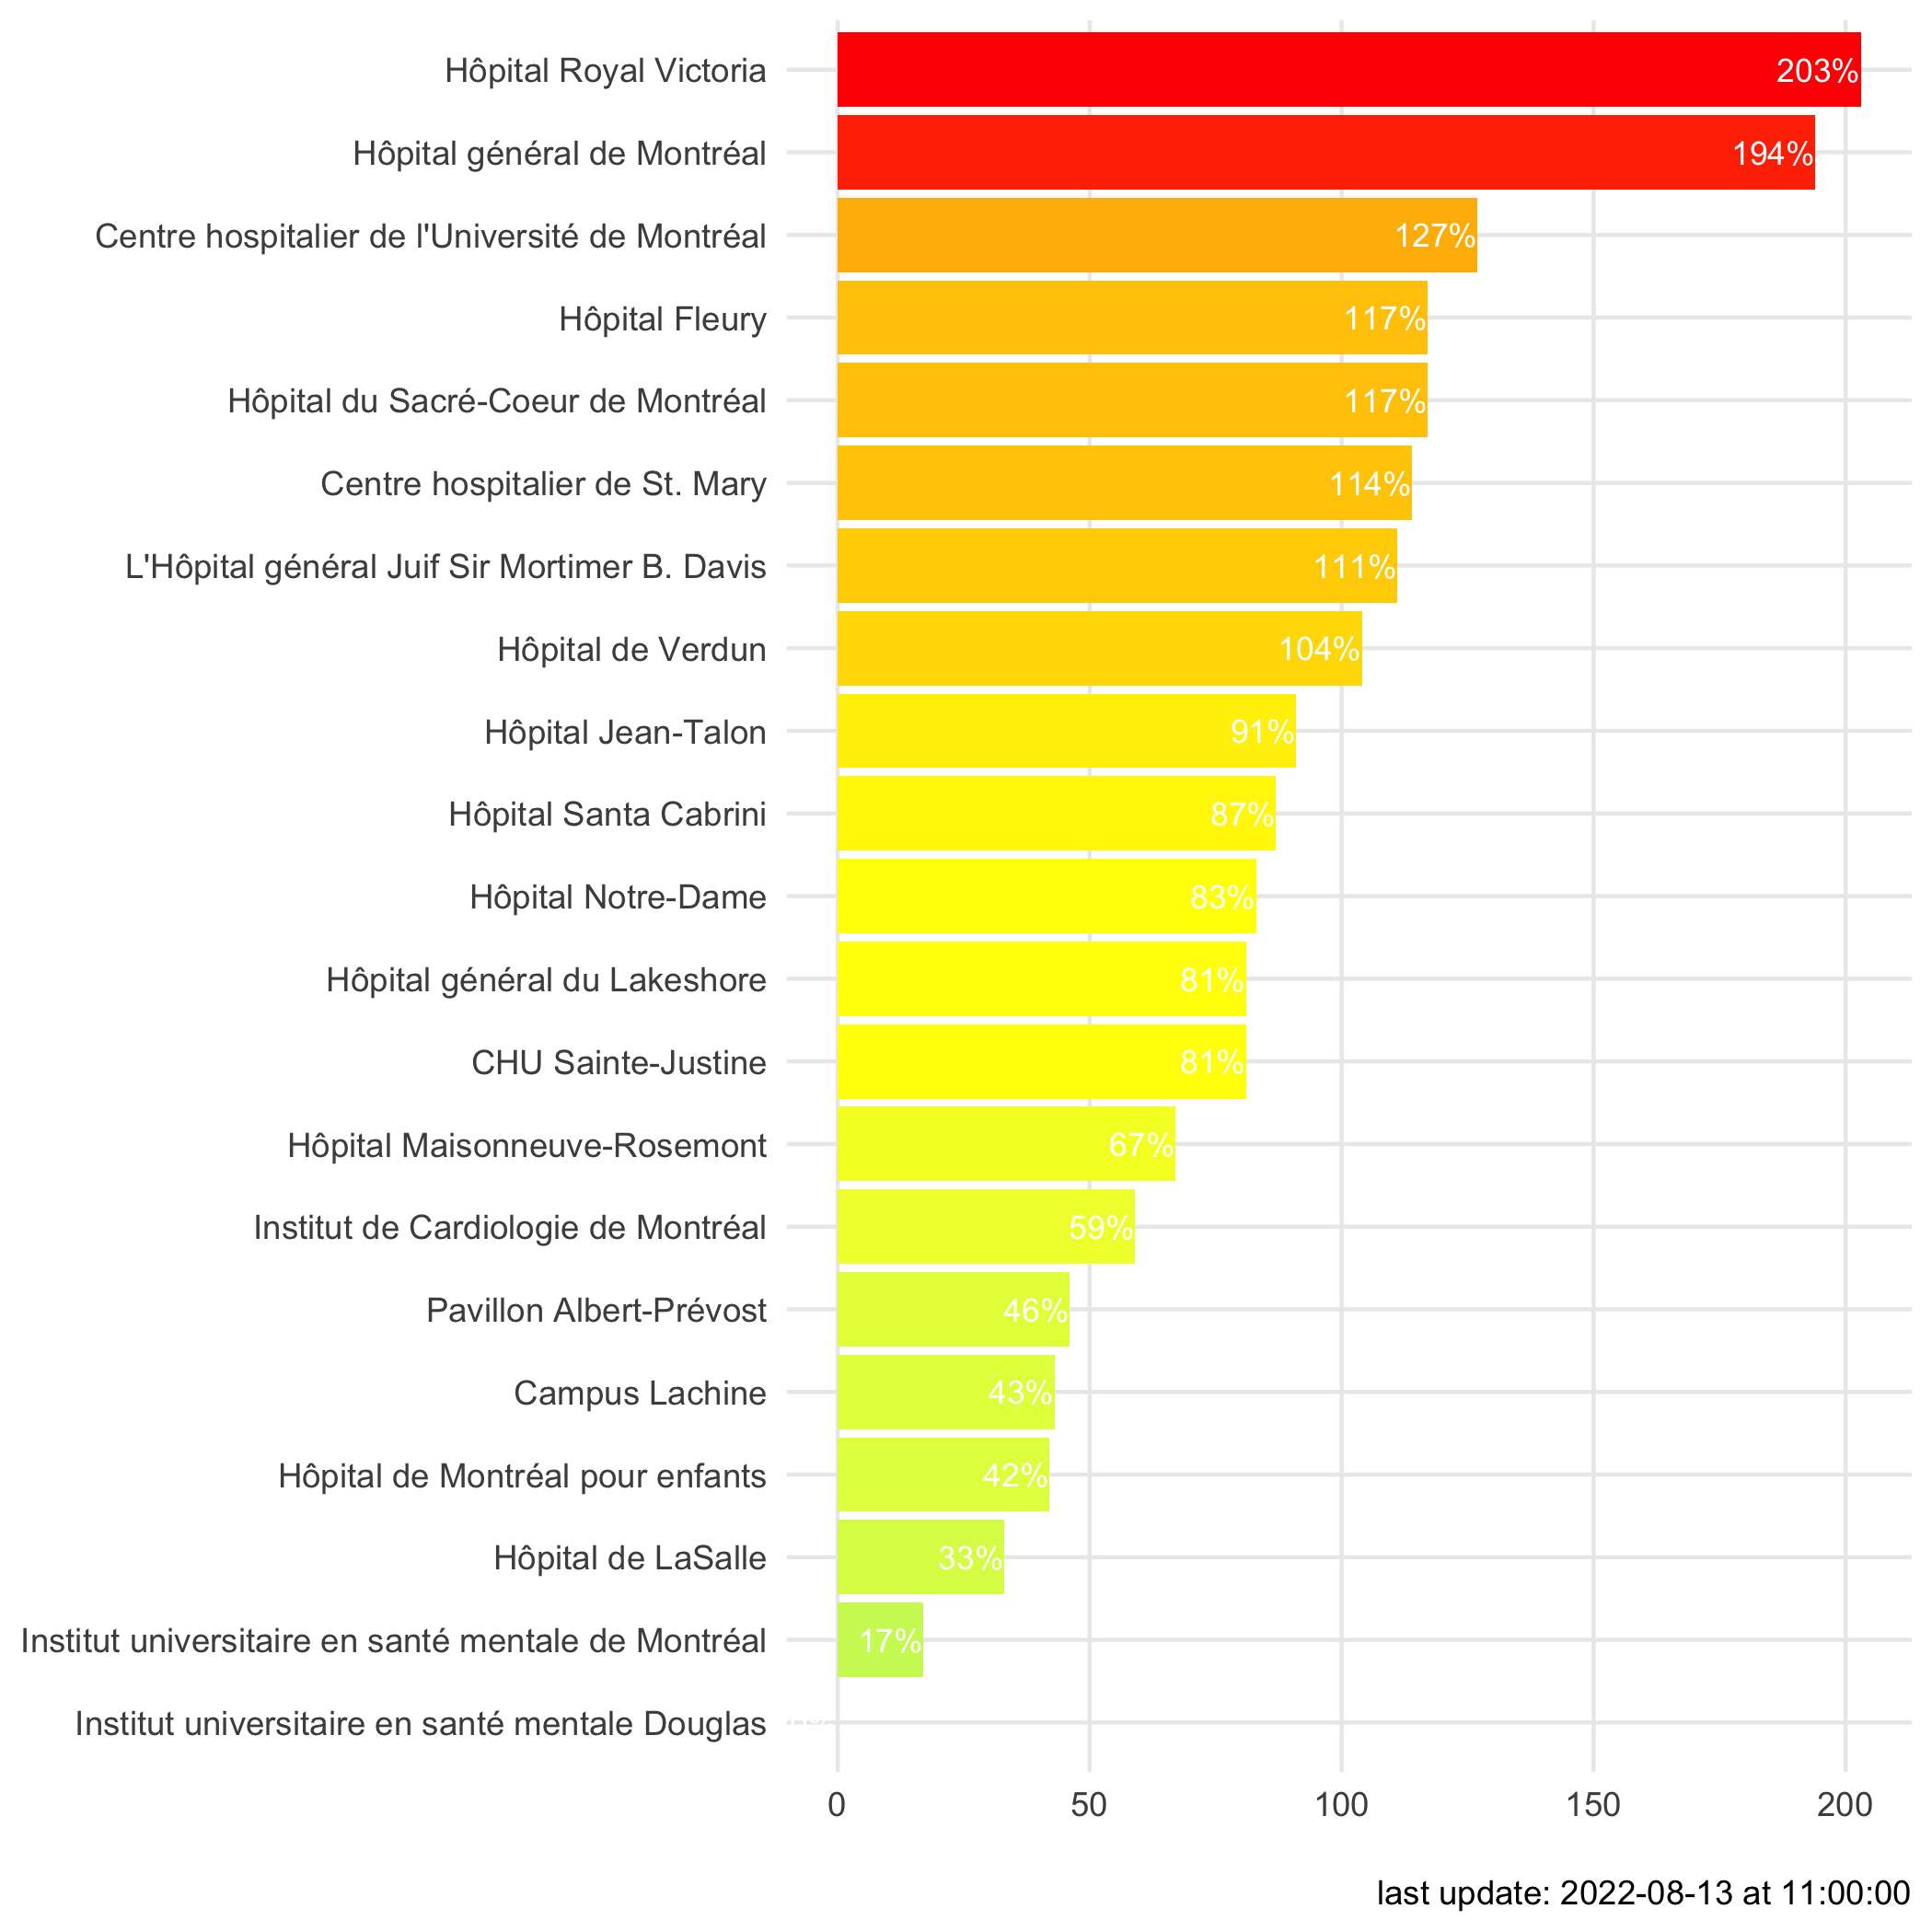 Hôpital Royal Victoria 203%
Hôpital général de Montréal 194%
Centre hospitalier de l'Université de Montréal 127%
Hôpital Fleury 117%
Hôpital du Sacré-Coeur de Montréal 117%
Centre hospitalier de St. Mary 114%
L'Hôpital général Juif Sir Mortimer B. Davis 111%
Hôpital de Verdun 104%
Hôpital Jean-Talon 91%
Hôpital Santa Cabrini 87%
Hôpital Notre-Dame 83%
Hôpital général du Lakeshore 81%
CHU Sainte-Justine 81%
Hôpital Maisonneuve-Rosemont 67%
Institut de Cardiologie de Montréal 59%
Pavillon Albert-Prévost 46%
Campus Lachine 43%
Hôpital de Montréal pour enfants 42%
Hôpital de LaSalle 33%
Institut universitaire en santé mentale de Montréal 17%
Institut universitaire en santé mentale Douglas
0 50 100 150 200
last update: 2022-08-13 at 11:00:00